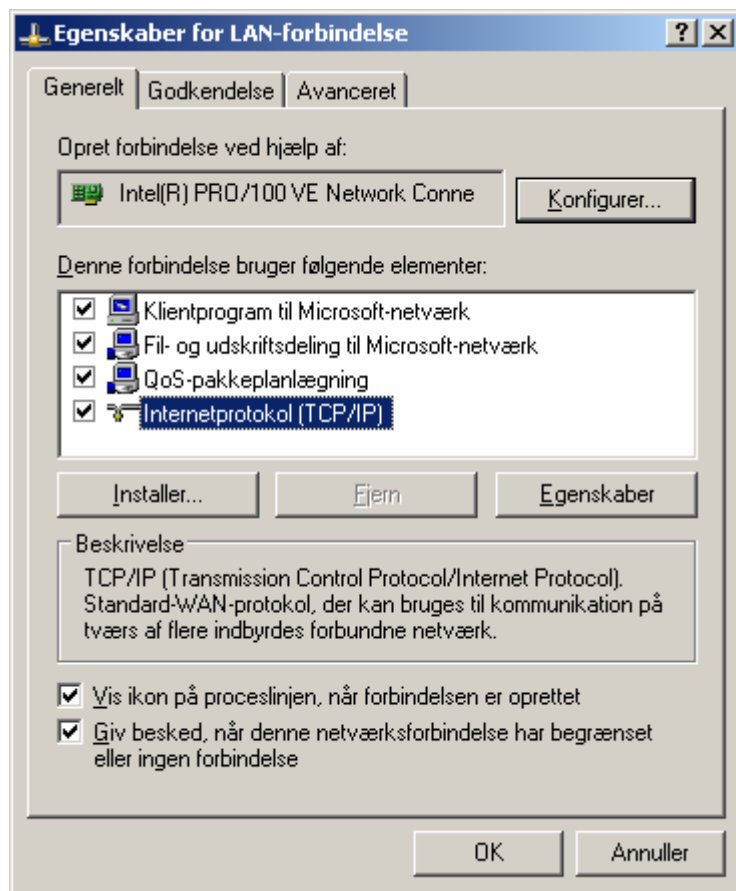 Egenskaber for LAN-forbindelse
Generelt Godkendelse Avanceret
Opret forbindelse ved hjælp af:
Intel(R) PRO/100 VE Network Conne
Konfigurer...
Denne forbindelse bruger følgende elementer:
Klientprogram til Microsoft-netværk
Fil- og udskriftsdeling til Microsoft-netværk
QoS-pakkeplanlægning
Internetprotokol (TCP/IP)
Installer... Fjern Egenskaber
Beskrivelse
TCP/IP (Transmission Control Protocol/Internet Protocol).
Standard-WAN-protokol, der kan bruges til kommunikation på
tværs af flere indbyrdes forbundne netværk.
Vis ikon på proceslinjen, når forbindelsen er oprettet
Giv besked, når denne netværksforbindelse har begrænset
eller ingen forbindelse
OK Annuller